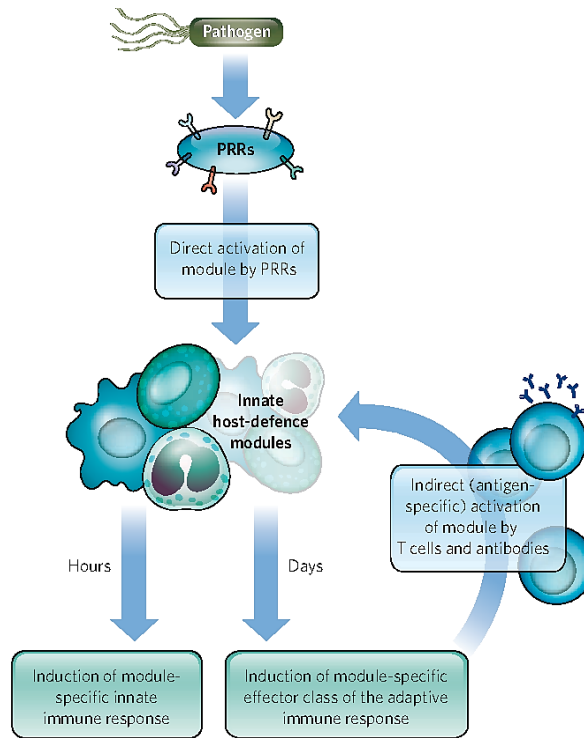 Pathogen
PRRs
Direct activation of
module by PRRs
Innate
host-defence
modules
Indirect (antigen-
specific) activation
of module by
T cells and antibodies
Hours
Days
Induction of module-
specific innate
immune response
Induction of module-specific
effector class of the adaptive
immune response